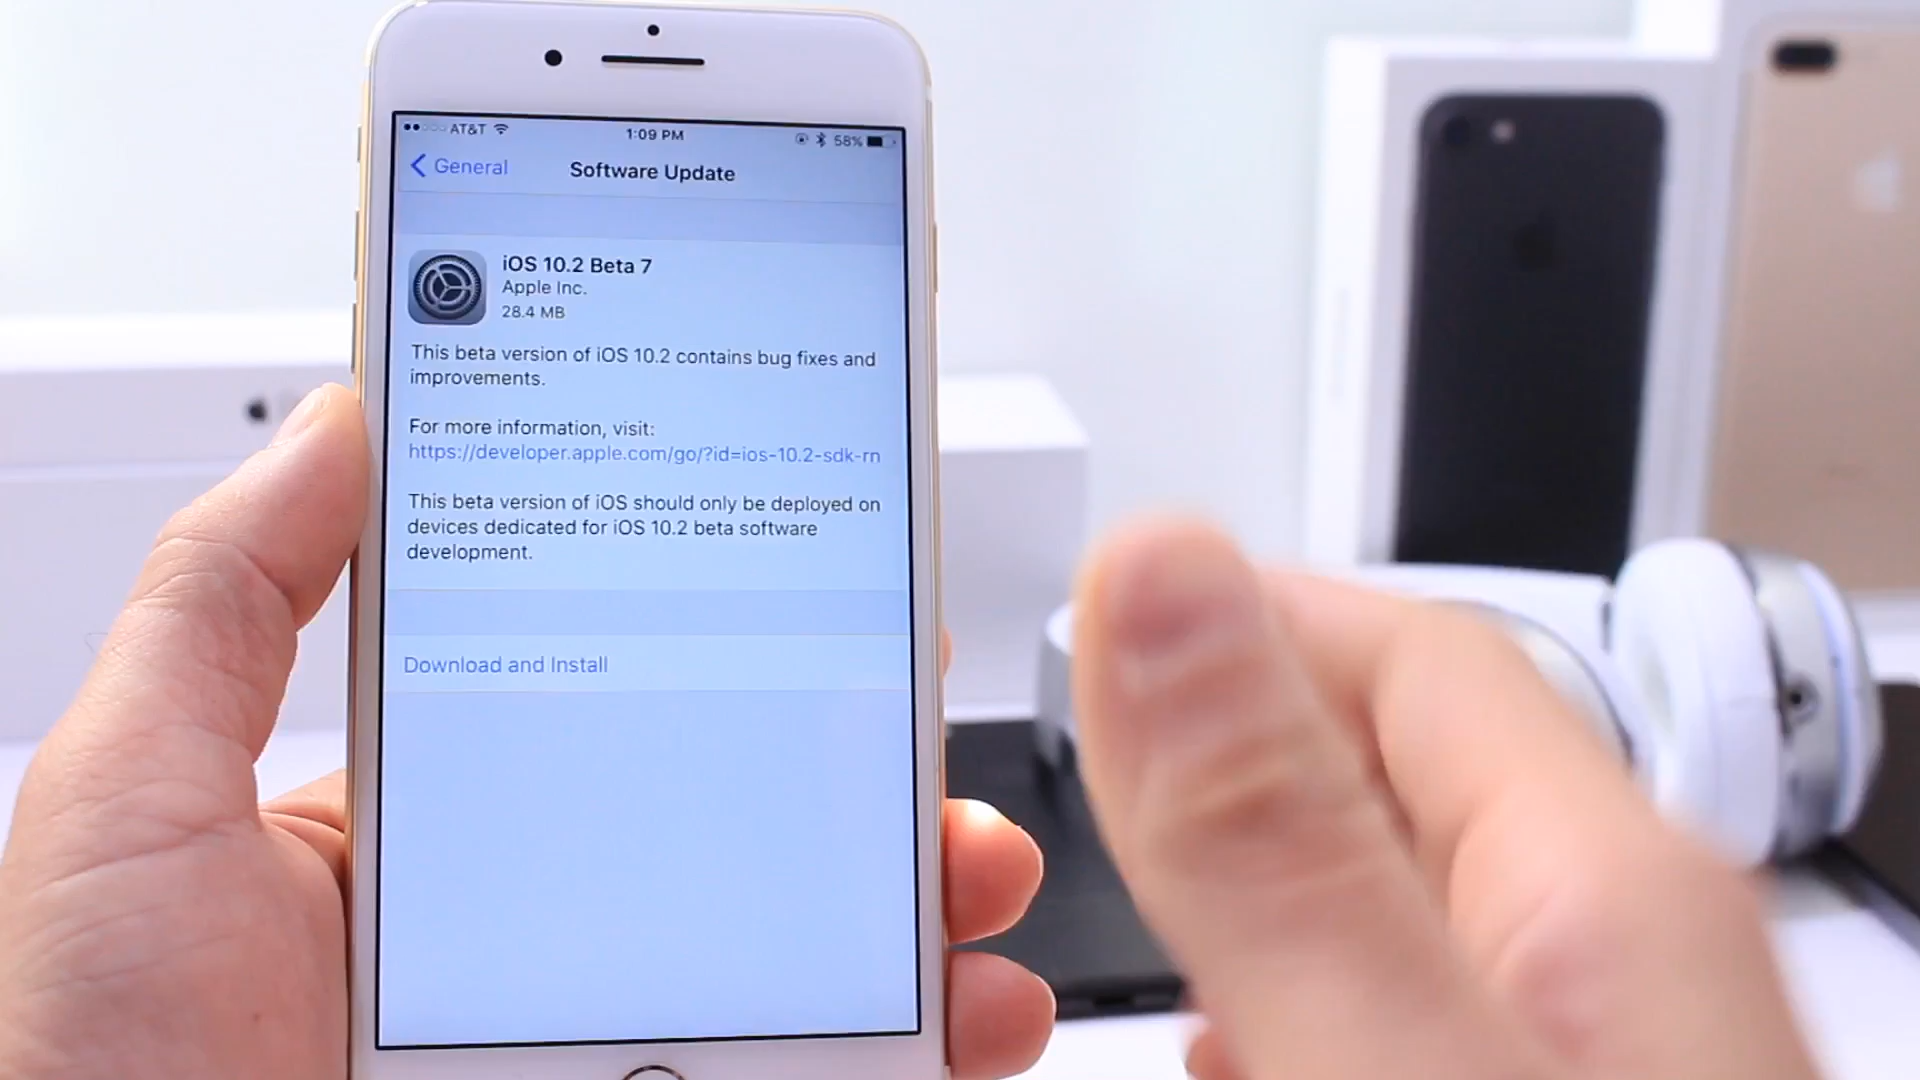 AT&T 1:09 PM 58%
General Software Update
iOS 10.2 Beta 7
Apple Inc.
28.4 MB
This beta version of iOS 10.2 contains bug fixes and
improvements.
For more information, visit:
https://developer.apple.com/go/?id=ios-10.2-sdk-rn
This beta version of iOS should only be deployed on
devices dedicated for iOS 10.2 beta software
development.
Download and Install